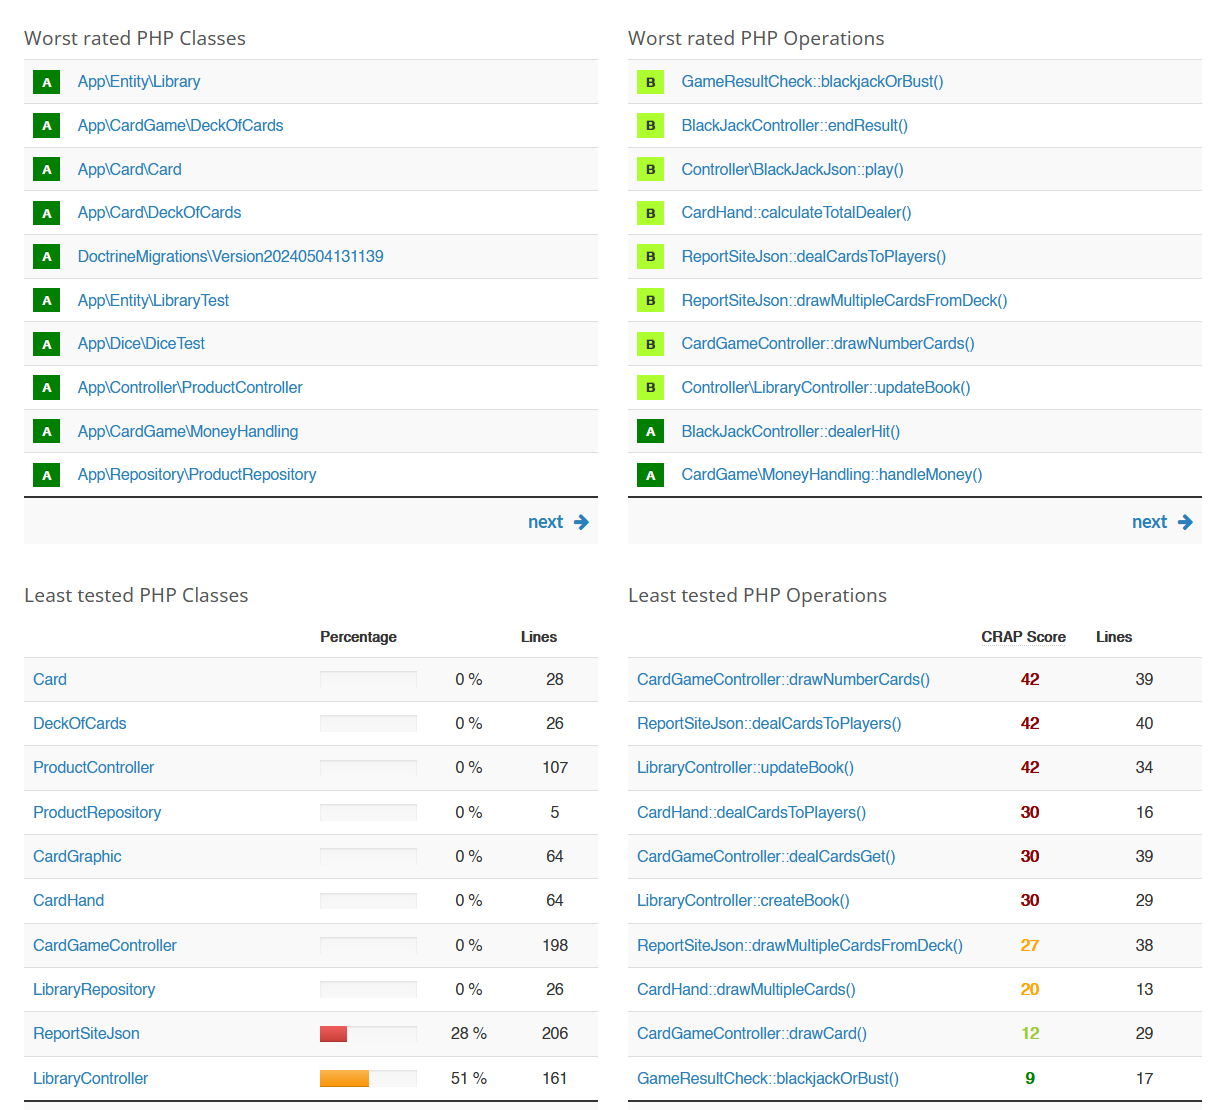 Worst rated PHP Classes
A App\Entity\Library
A App\CardGame\DeckOfCards
A App\Card\Card
A App\Card\DeckOfCards
A DoctrineMigrations\Version20240504131139
A App\Entity\LibraryTest
A App\Dice\DiceTest
A App\Controller\ProductController
A App\CardGame\MoneyHandling
A App\Repository\ProductRepository
next
Worst rated PHP Operations
B GameResultCheck::blackjackOrBust()
B BlackJackController::endResult()
B Controller\BlackJackJson::play()
B CardHand::calculateTotalDealer()
B ReportSiteJson::dealCardsToPlayers()
B ReportSiteJson::drawMultipleCardsFromDeck()
B CardGameController::drawNumberCards()
B Controller\LibraryController::updateBook()
A BlackJackController::dealerHit()
A CardGame\MoneyHandling::handleMoney()
next
Least tested PHP Classes
Percentage Lines
Card 0 % 28
DeckOfCards 0 % 26
ProductController 0 % 107
ProductRepository 0 % 5
CardGraphic 0 % 64
CardHand 0 % 64
CardGameController 0 % 198
LibraryRepository 0 % 26
ReportSiteJson 28 % 206
LibraryController 51 % 161
Least tested PHP Operations
CRAP Score Lines
CardGameController::drawNumberCards() 42 39
ReportSiteJson::dealCardsToPlayers() 42 40
LibraryController::updateBook() 42 34
CardHand::dealCardsToPlayers() 30 16
CardGameController::dealCardsGet() 30 39
LibraryController::createBook() 30 29
ReportSiteJson::drawMultipleCardsFromDeck() 27 38
CardHand::drawMultipleCards() 20 13
CardGameController::drawCard() 12 29
GameResultCheck::blackjackOrBust() 9 17